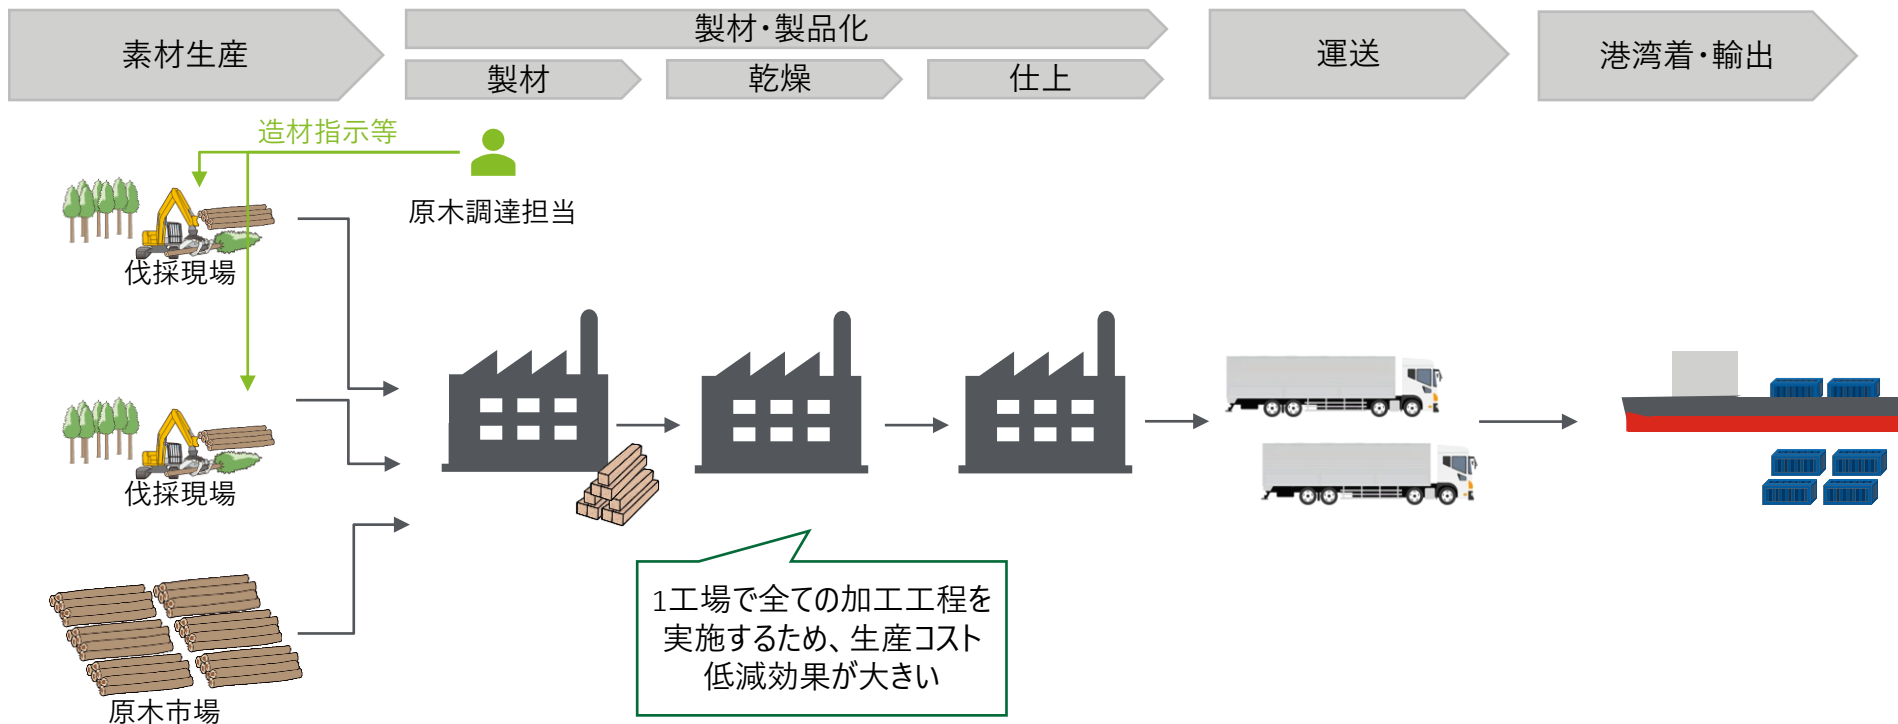 素材生産
製材・製品化
製材
乾燥
仕上
運送
港湾着・輸出
造材指示等
原木調達担当
伐採現場
伐採現場
原木市場
1工場で全ての加工工程を
実施するため、生産コスト
低減効果が大きい